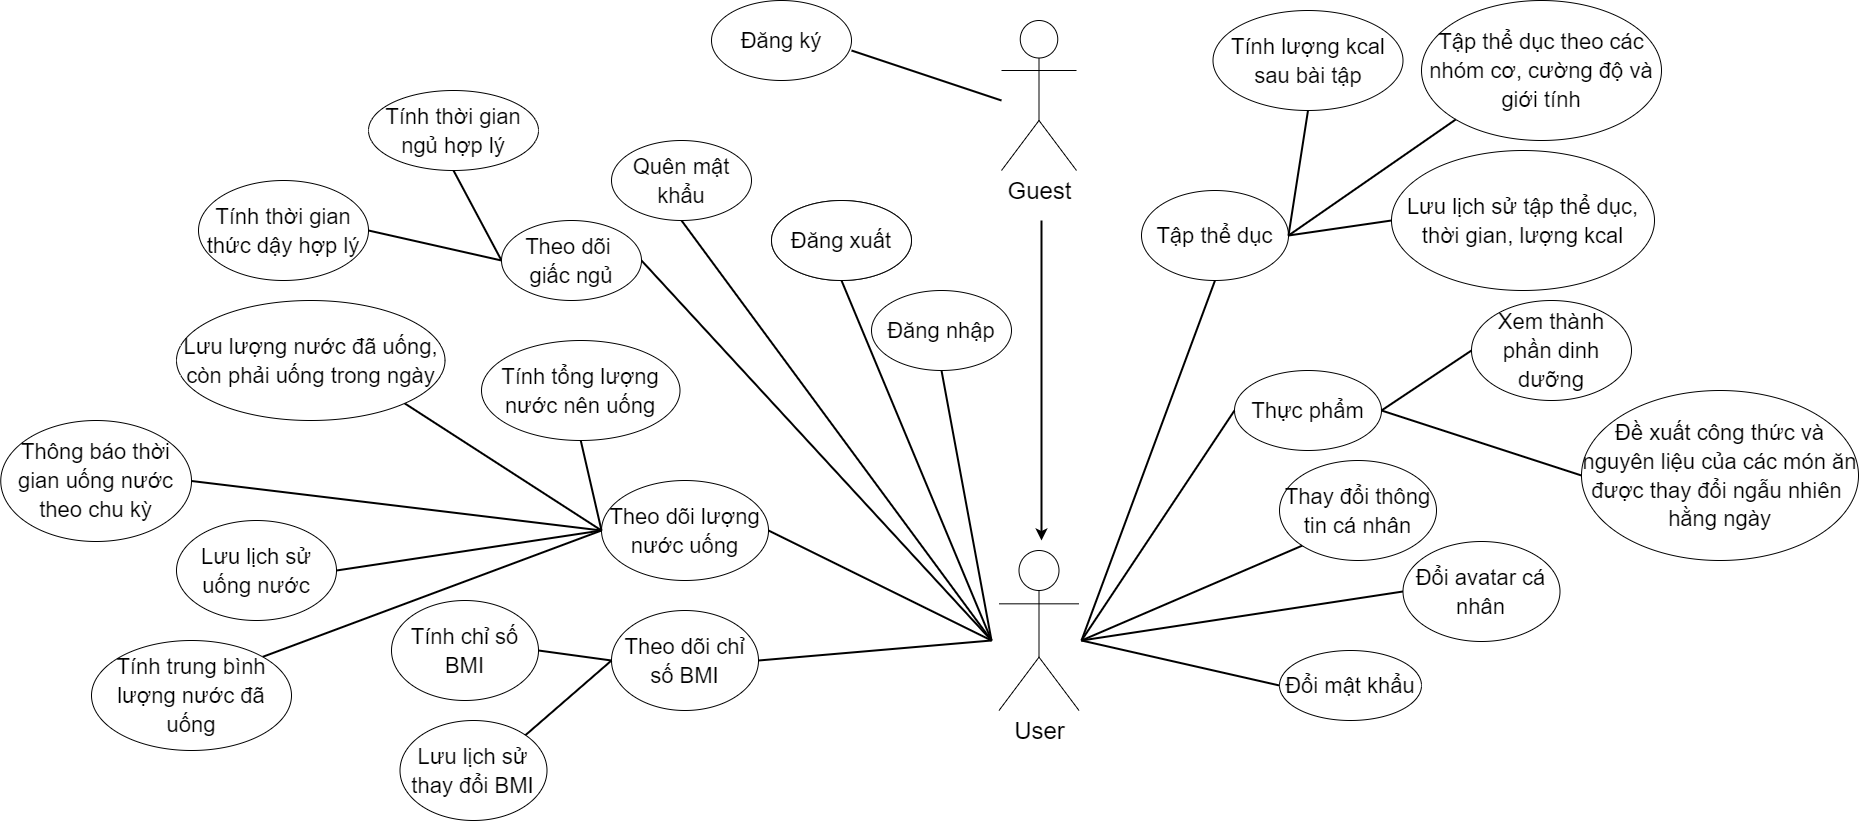 Đăng ký
Guest
Tính lượng kcal
sau bài tập
Tập thể dục theo các
nhóm cơ, cường độ và
giới tính
Lưu lịch sử tập thể dục,
thời gian, lượng kcal
Tập thể dục
Tính thời gian
ngủ hợp lý
Tính thời gian
thức dậy hợp lý
Theo dõi
giấc ngủ
Quên mật
khẩu
Đăng xuất
Đăng nhập
Lưu lượng nước đã uống,
còn phải uống trong ngày
Tính tổng lượng
nước nên uống
Thông báo thời
gian uống nước
theo chu kỳ
Theo dõi lượng
nước uống
Lưu lịch sử
uống nước
Tính trung bình
lượng nước đã
uống
Tính chỉ số
BMI
Theo dõi chỉ
số BMI
Lưu lịch sử
thay đổi BMI
User
Xem thành
phần dinh
dưỡng
Thực phẩm
Đề xuất công thức và
nguyên liệu của các món ăn
được thay đổi ngẫu nhiên
hằng ngày
Thay đổi thông
tin cá nhân
Đổi avatar cá
nhân
Đổi mật khẩu